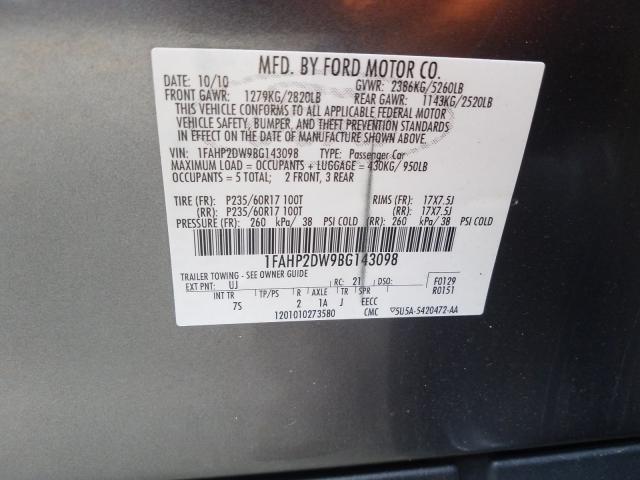 MFD. BY FORD MOTOR CO.
DATE: 10/10 GVWR: 2386KG/5260LB
FRONT GAWR: 1279KG/2820LB REAR GAWR: 1143KG/2520LB
THIS VEHICLE CONFORMS TO ALL APPLICABLE FEDERAL MOTOR
VEHICLE SAFETY, BUMPER, AND THEFT PREVENTION STANDARDS
IN EFFECT ON THE DATE OF MANUFACTURE SHOWN ABOVE.
VIN: 1FAHP2DW9BG143098 TYPE: Passenger Car
MAXIMUM LOAD = OCCUPANTS + LUGGAGE = 430KG/ 950LB
OCCUPANTS = 5 TOTAL; 2 FRONT, 3 REAR
TIRE (FR): P235/60R17 100T RIMS (FR): 17X7.5J
(RR): P235/60R17 100T (RR): 17X7.5J
PRESSURE (FR): 260 kPa/ 38 PSI COLD (RR): 260 kPa/ 38 PSI COLD
1FAHP2DW9BG143098
TRAILER TOWING - SEE OWNER GUIDE
EXT PNT: UJ RC: 21 DSO: F0129
R0151
INT TR TP/PS R AXLE TR SPR
7S 2 1A J EECC
1201010273580 CMC 5U5A-5420472-AA